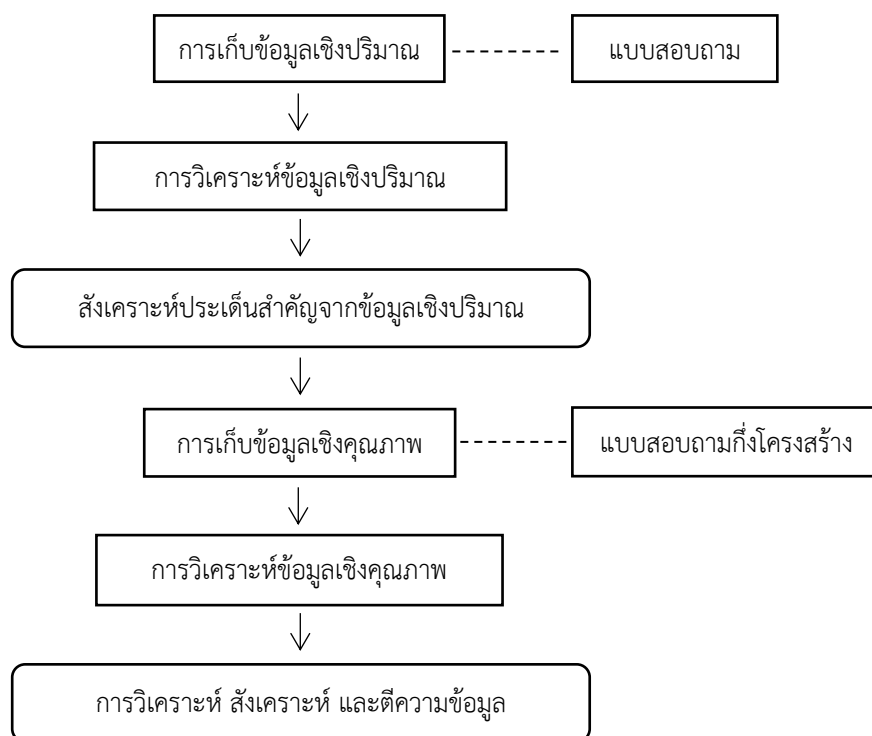 การเก็บข้อมูลเชิงปริมาณ
แบบสอบถาม
การวิเคราะห์ข้อมูลเชิงปริมาณ
สังเคราะห์ประเด็นสำคัญจากข้อมูลเชิงปริมาณ
การเก็บข้อมูลเชิงคุณภาพ
แบบสอบถามกึ่งโครงสร้าง
การวิเคราะห์ข้อมูลเชิงคุณภาพ
การวิเคราะห์ สังเคราะห์ และตีความข้อมูล